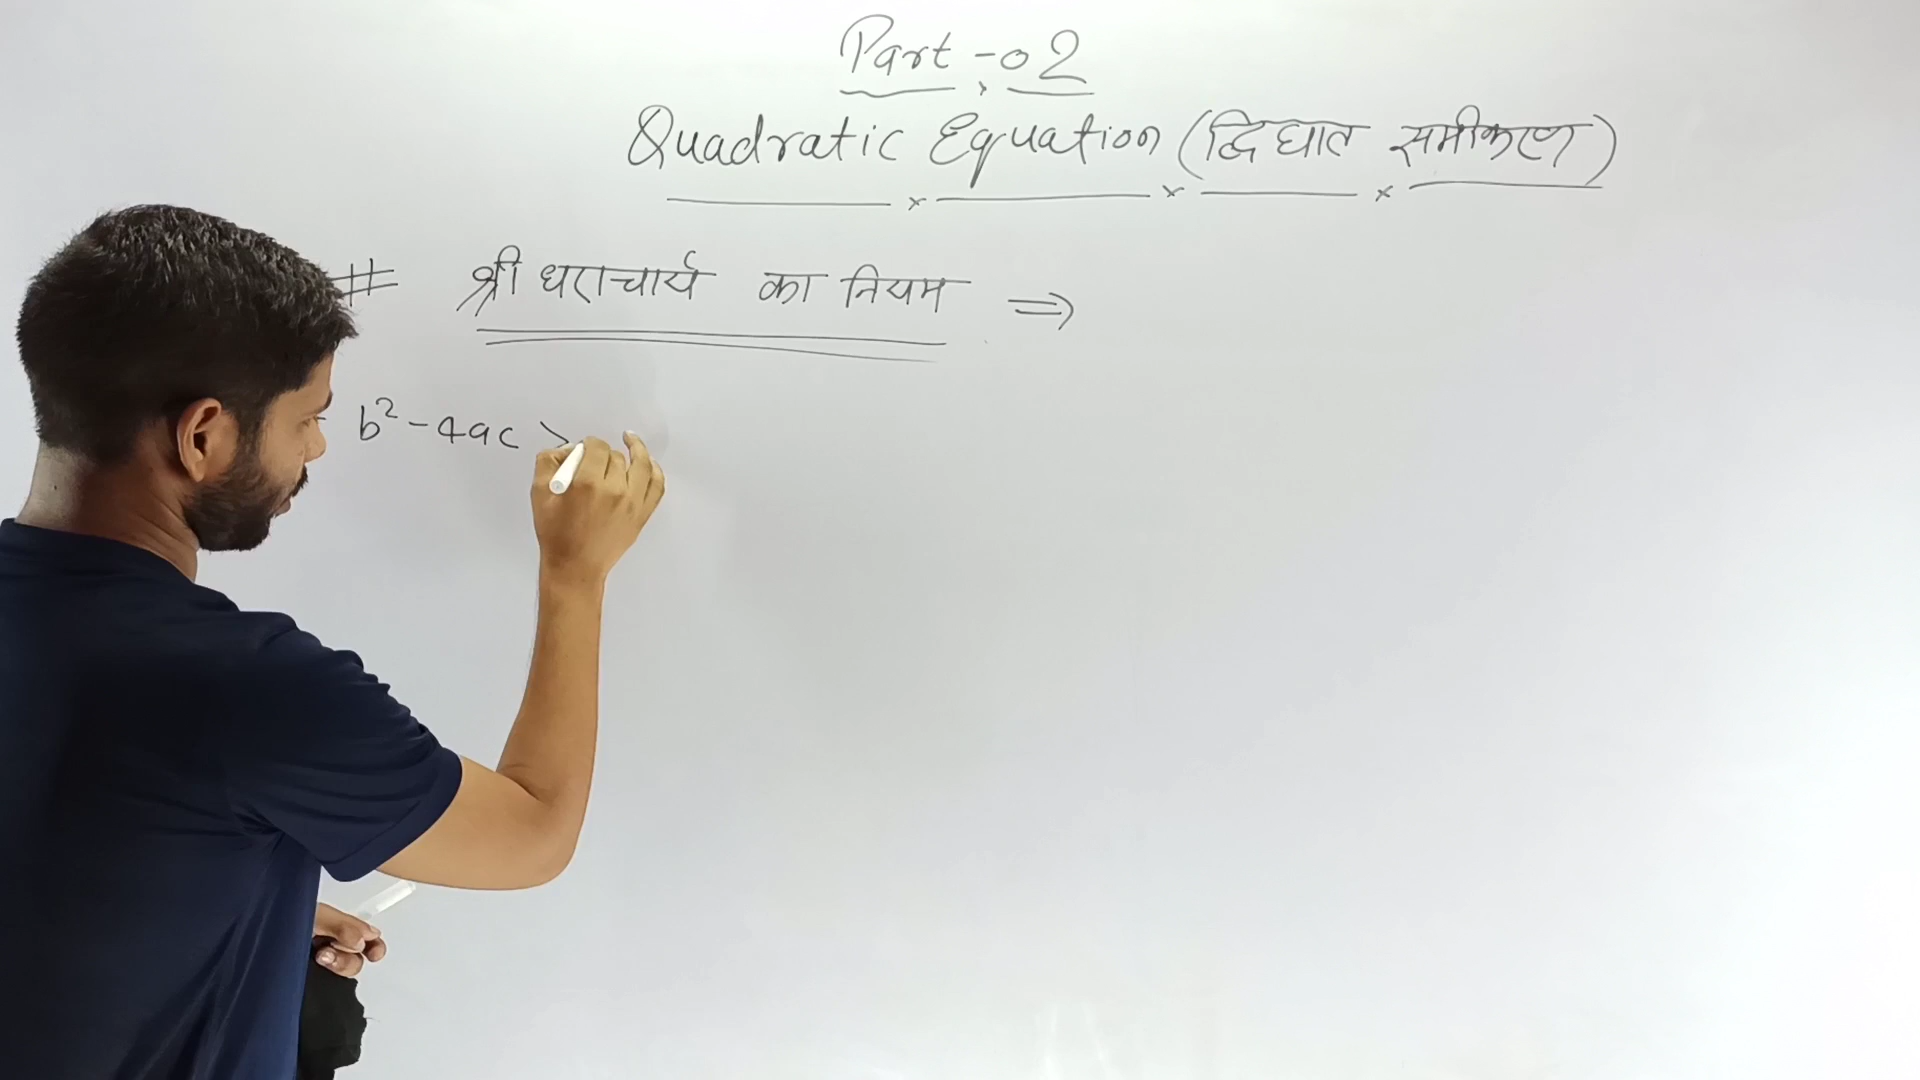 Part - 02
Quadratic Equation (द्विघात समीकरण)
# श्रीधराचार्य का नियम ⇒
b² - 4ac >